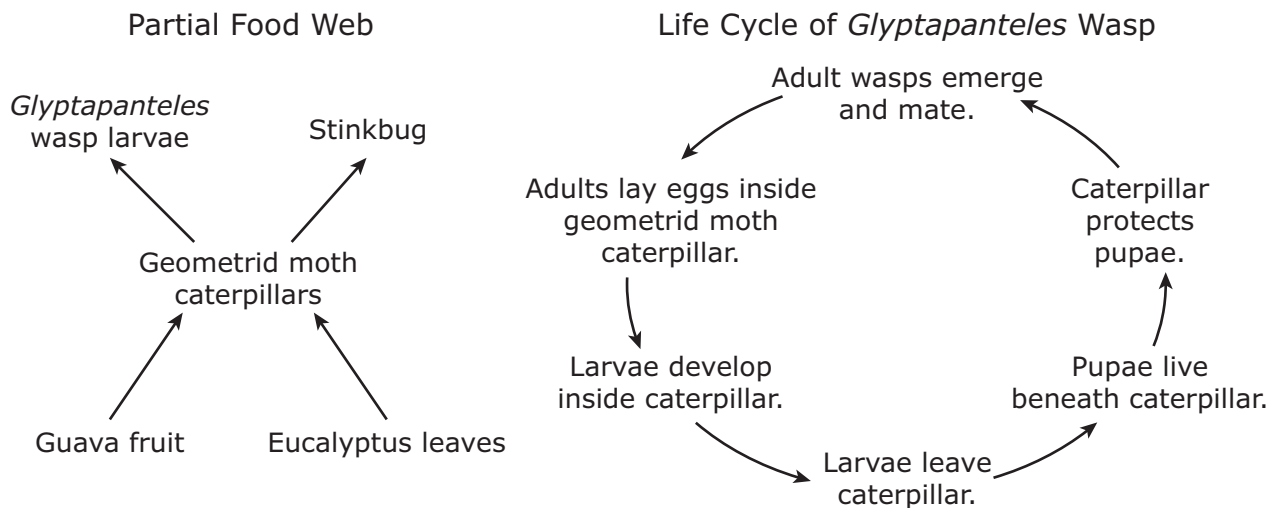 Partial Food Web
Glyptapanteles
wasp larvae
Stinkbug
Geometrid moth
caterpillars
Guava fruit
Eucalyptus leaves
Life Cycle of Glyptapanteles Wasp
Adult wasps emerge
and mate.
Adults lay eggs inside
geometrid moth
caterpillar.
Larvae develop
inside caterpillar.
Larvae leave
caterpillar.
Pupae live
beneath caterpillar.
Caterpillar
protects
pupae.